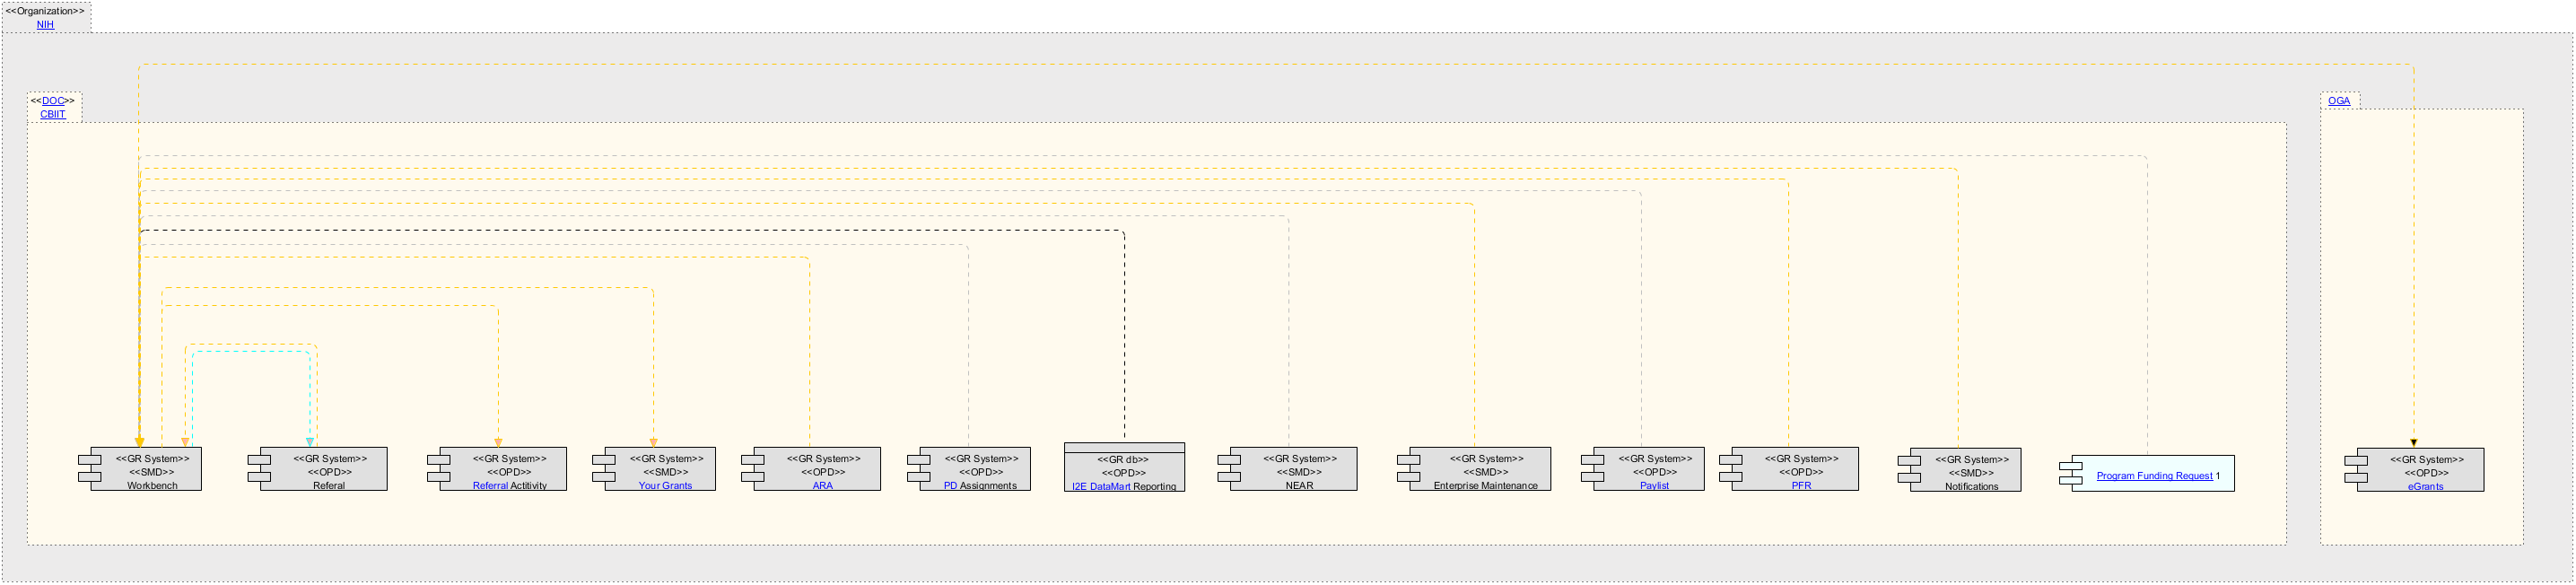 <<Organization>>
NIH
<<DOC>>
CBIIT
OGA
<<GR System>>
<<SMD>>
Workbench
<<GR System>>
<<OPD>>
Referal
<<GR System>>
<<OPD>>
Referral Actitivity
<<GR System>>
<<SMD>>
Your Grants
<<GR System>>
<<OPD>>
ARA
<<GR System>>
<<OPD>>
PD Assignments
<<GR db>>
<<OPD>>
I2E DataMart Reporting
<<GR System>>
<<SMD>>
NEAR
<<GR System>>
<<SMD>>
Enterprise Maintenance
<<GR System>>
<<OPD>>
Paylist
<<GR System>>
<<OPD>>
PFR
<<GR System>>
<<SMD>>
Notifications
Program Funding Request 1
<<GR System>>
<<OPD>>
eGrants